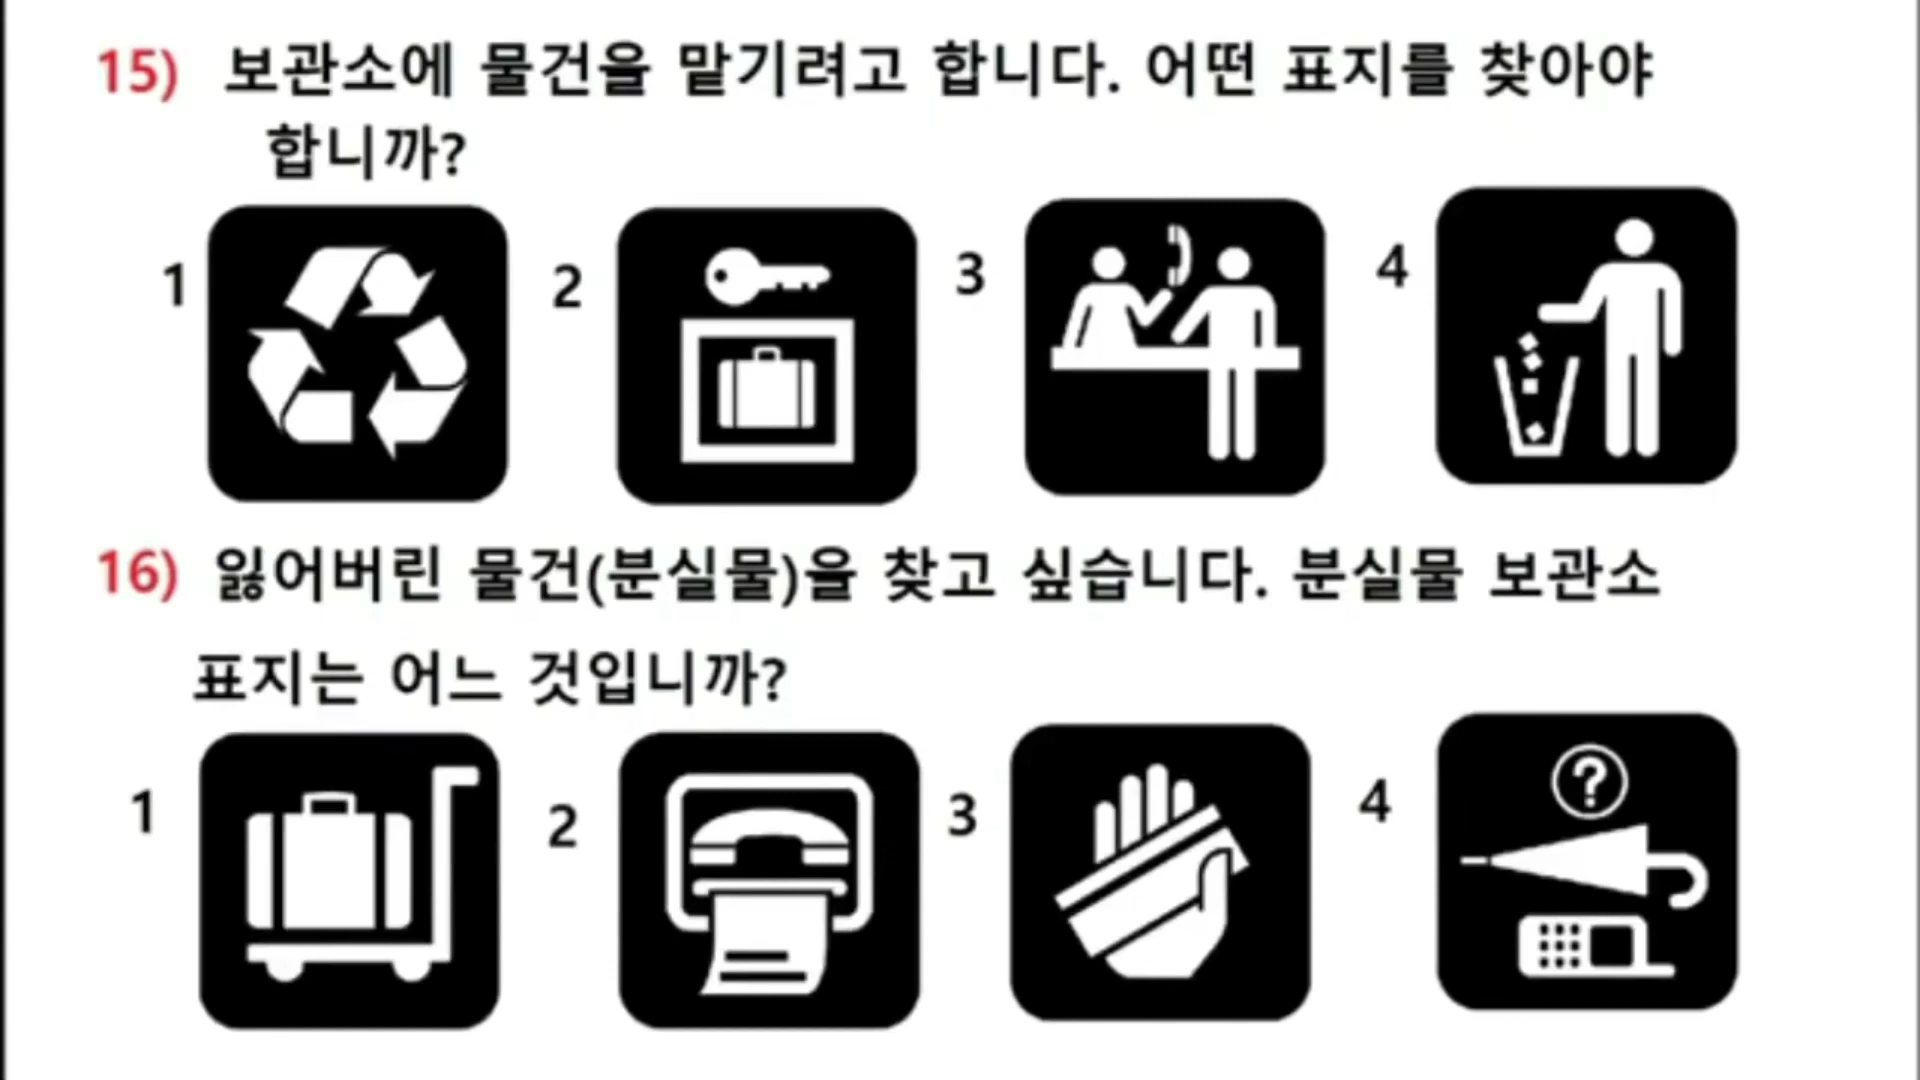 15) 보관소에 물건을 맡기려고 합니다. 어떤 표지를 찾아야
합니까?
1 2 3 4
16) 잃어버린 물건(분실물)을 찾고 싶습니다. 분실물 보관소
표지는 어느 것입니까?
1 2 3 4
?